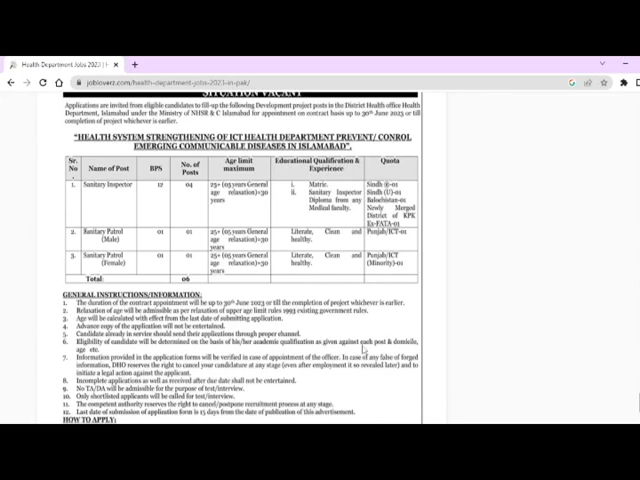 Health Department Jobs 2023 | H
jobloverz.com/health-department-jobs-2023-in-pak/
SITUATION VACANT
Applications are invited from eligible candidates to fill-up the following Development project posts in the District Health office Health
Department, Islamabad under the Ministry of NHSR & C Islamabad for appointment on contract basis up to 30th June 2023 or till
completion of project whichever is earlier.
"HEALTH SYSTEM STRENGTHENING OF ICT HEALTH DEPARTMENT PREVENT/ CONROL
EMERGING COMMUNICABLE DISEASES IN ISLAMABAD".
Sr. No . Name of Post BPS No. of Posts Age limit maximum Educational Qualification & Experience Quota
1. Sanitary Inspector 12 04 25+ (05 years General age relaxation)=30 years i. Matric. ii. Sanitary Inspector Diploma from any Medical faculty. Sindh ®-01 Sindh (U)-01 Balochistan-01 Newly Merged District of KPK Ex-FATA-01
2. Sanitary Patrol (Male) 01 01 25+ (05 years General age relaxation)=30 years Literate, Clean and healthy. Punjab/ICT-01
3. Sanitary Patrol (Female) 01 01 25+ (05 years General age relaxation)=30 years Literate, Clean and healthy. Punjab/ICT (Minority)-01
Total: 06
GENERAL INSTRUCTIONS/INFORMATION:
1. The duration of the contract appointment will be up to 30th June 2023 or till the completion of project whichever is earlier.
2. Relaxation of age will be admissible as per relaxation of upper age limit rules 1993 existing government rules.
3. Age will be calculated with effect from the last date of submitting application.
4. Advance copy of the application will not be entertained.
5. Candidate already in service should send their applications through proper channel.
6. Eligibility of candidate will be determined on the basis of his/her academic qualification as given against each post & domicile,
age etc.
7. Information provided in the application forms will be verified in case of appointment of the officer. In case of any false of forged
information, DHO reserves the right to cancel your candidature at any stage (even after employment it so revealed later) and to
initiate a legal action against the applicant.
8. Incomplete applications as well as received after due date shall not be entertained.
9. No TA/DA will be admissible for the purpose of test/interview.
10. Only shortlisted applicants will be called for test/interview.
11. The competent authority reserves the right to cancel/postpone recruitment process at any stage.
12. Last date of submission of application form is 15 days from the date of publication of this advertisement.
HOW TO APPLY: